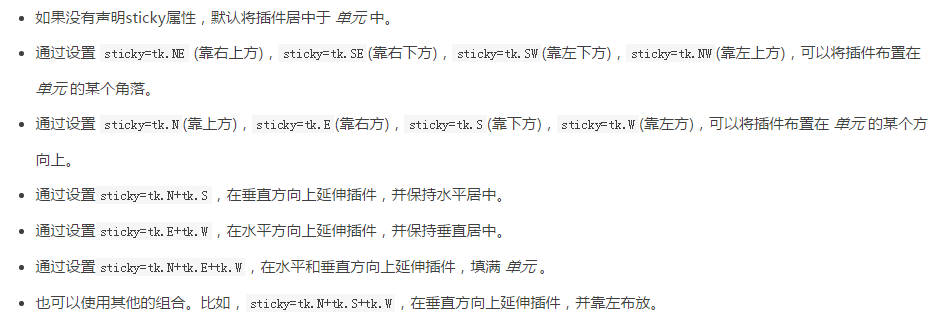 如果没有声明sticky属性，默认将插件居中于 单元 中。
通过设置 sticky=tk.NE (靠右上方)，sticky=tk.SE (靠右下方)，sticky=tk.SW (靠左下方)，sticky=tk.NW (靠左上方)，可以将插件布置在
单元 的某个角落。
通过设置 sticky=tk.N (靠上方)，sticky=tk.E (靠右方)，sticky=tk.S (靠下方)，sticky=tk.W (靠左方)，可以将插件布置在 单元 的某个方
向上。
通过设置 sticky=tk.N+tk.S，在垂直方向上延伸插件，并保持水平居中。
通过设置 sticky=tk.E+tk.W，在水平方向上延伸插件，并保持垂直居中。
通过设置 sticky=tk.N+tk.E+tk.W，在水平和垂直方向上延伸插件，填满 单元 。
也可以使用其他的组合。比如，sticky=tk.N+tk.S+tk.W，在垂直方向上延伸插件，并靠左布放。